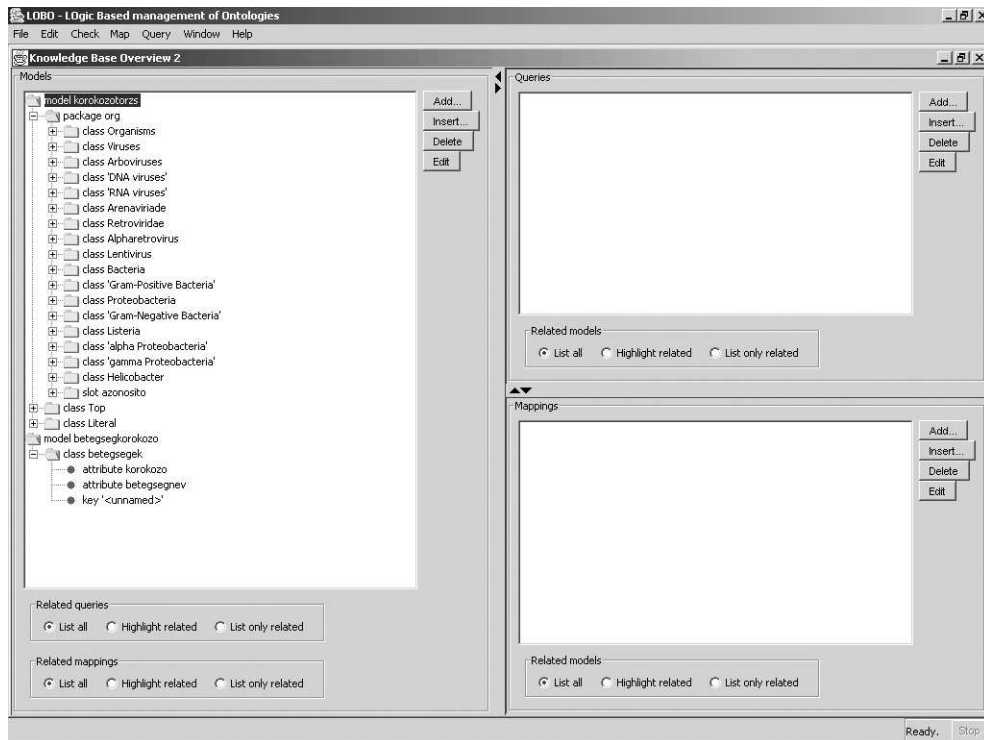 LOBO - LOgic Based management of Ontologies
File Edit Check Map Query Window Help
Knowledge Base Overview 2
Models
model korokozotorzs
package org
class Organisms
class Viruses
class Arboviruses
class 'DNA viruses'
class 'RNA viruses'
class Arenaviriade
class Retroviridae
class Alpharetrovirus
class Lentivirus
class Bacteria
class 'Gram-Positive Bacteria'
class Proteobacteria
class 'Gram-Negative Bacteria'
class Listeria
class 'alpha Proteobacteria'
class 'gamma Proteobacteria'
class Helicobacter
slot azonosito
class Top
class Literal
model betegsegkorokozo
class betegsegek
attribute korokozo
attribute betegsegnev
key '<unnamed>'
Add...
Insert...
Delete
Edit
Related queries
List all Highlight related List only related
Related mappings
List all Highlight related List only related
Queries
Add...
Insert...
Delete
Edit
Related models
List all Highlight related List only related
Mappings
Add...
Insert...
Delete
Edit
Related models
List all Highlight related List only related
Ready. Stop